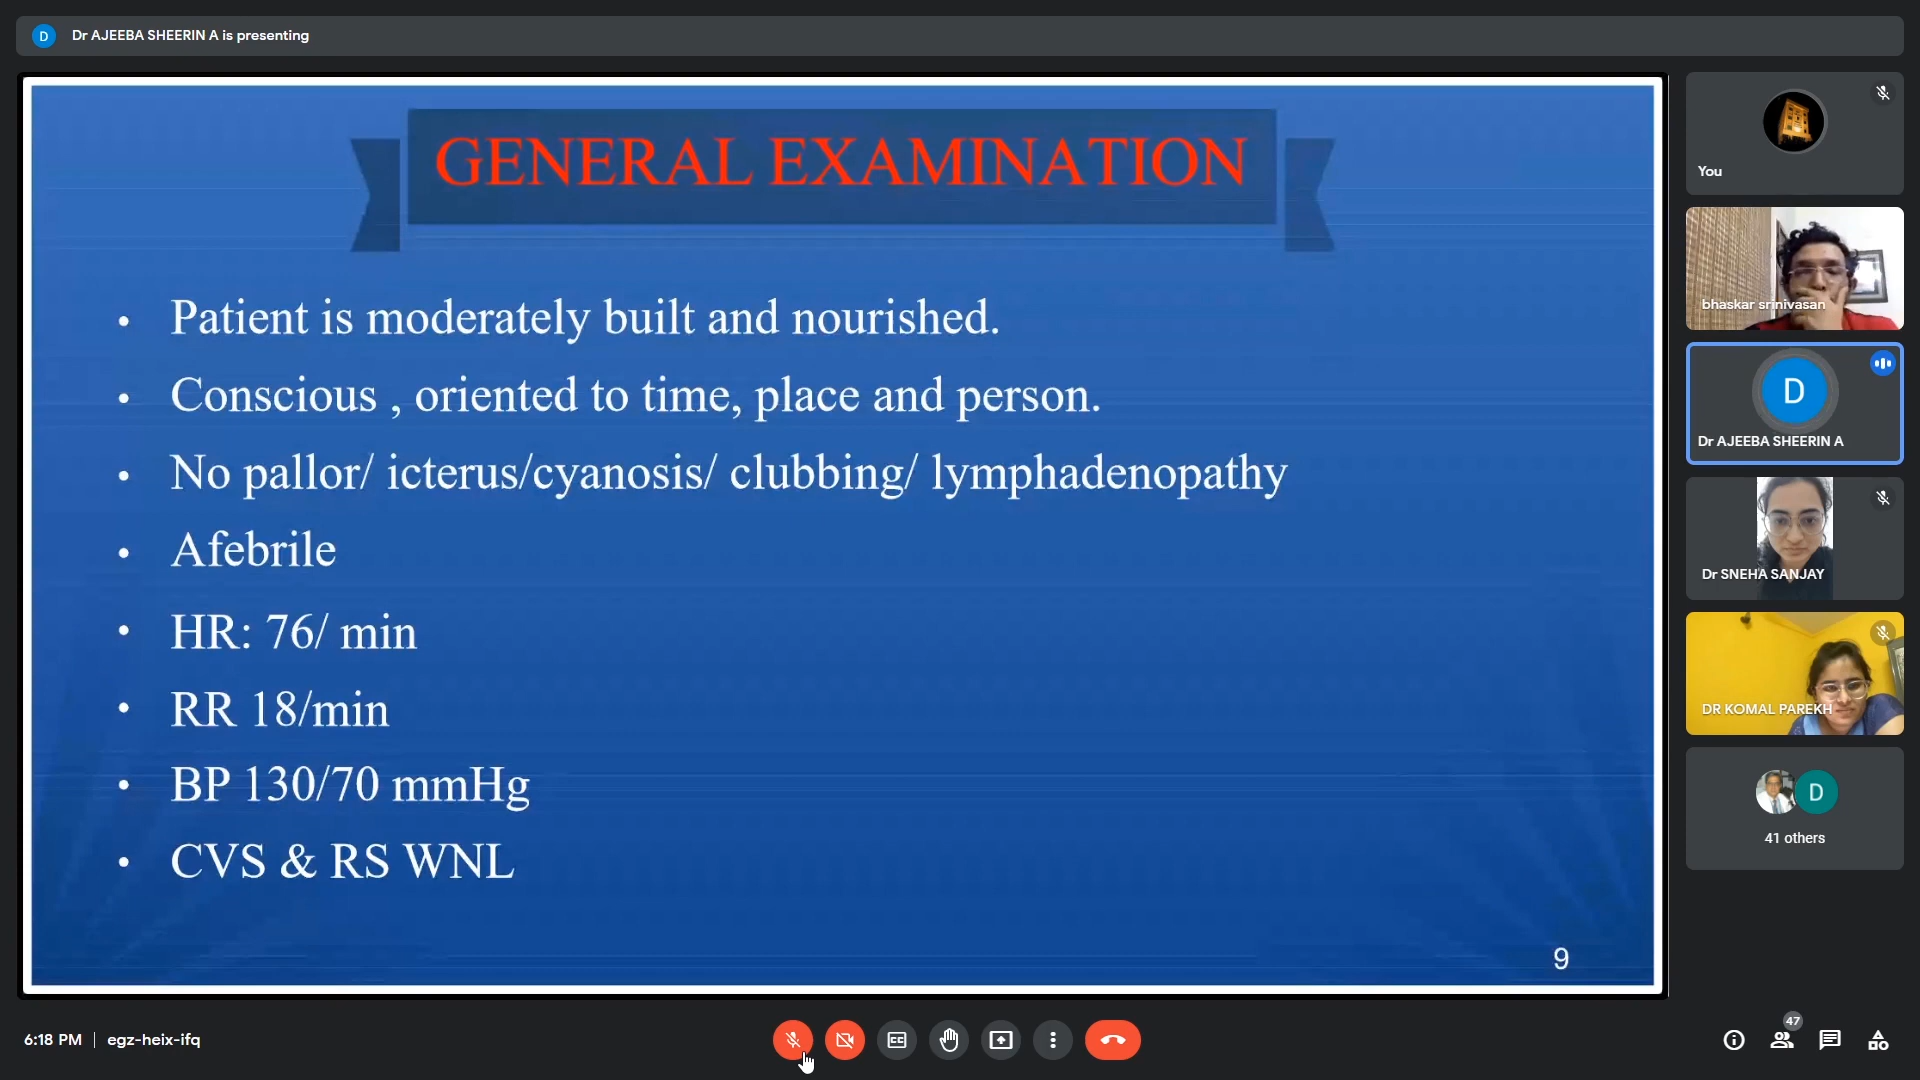 D Dr AJEEBA SHEERIN A is presenting
GENERAL EXAMINATION
• Patient is moderately built and nourished.
• Conscious , oriented to time, place and person.
• No pallor/ icterus/cyanosis/ clubbing/ lymphadenopathy
• Afebrile
• HR: 76/ min
• RR 18/min
• BP 130/70 mmHg
• CVS & RS WNL
9
You
bhaskar srinivasan
D
Dr AJEEBA SHEERIN A
Dr SNEHA SANJAY
DR KOMAL PAREKH
D
41 others
6:18 PM | egz-heix-ifq
CC
47